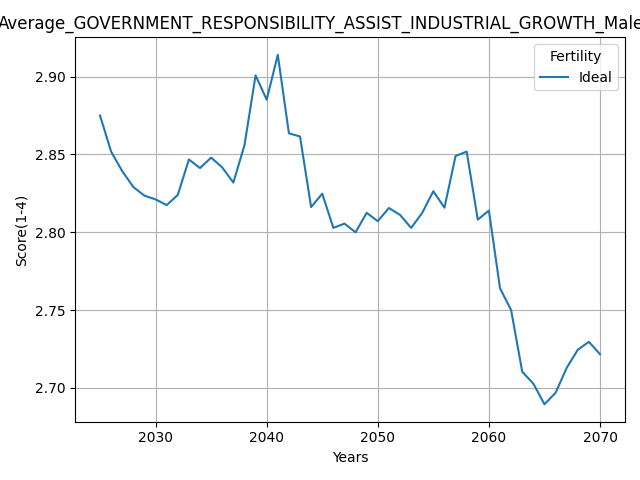 Average_GOVERNMENT_RESPONSIBILITY_ASSIST_INDUSTRIAL_GROWTH_Male
Fertility
Ideal
Score(1-4)
2.90
2.85
2.80
2.75
2.70
2030 2040 2050 2060 2070
Years